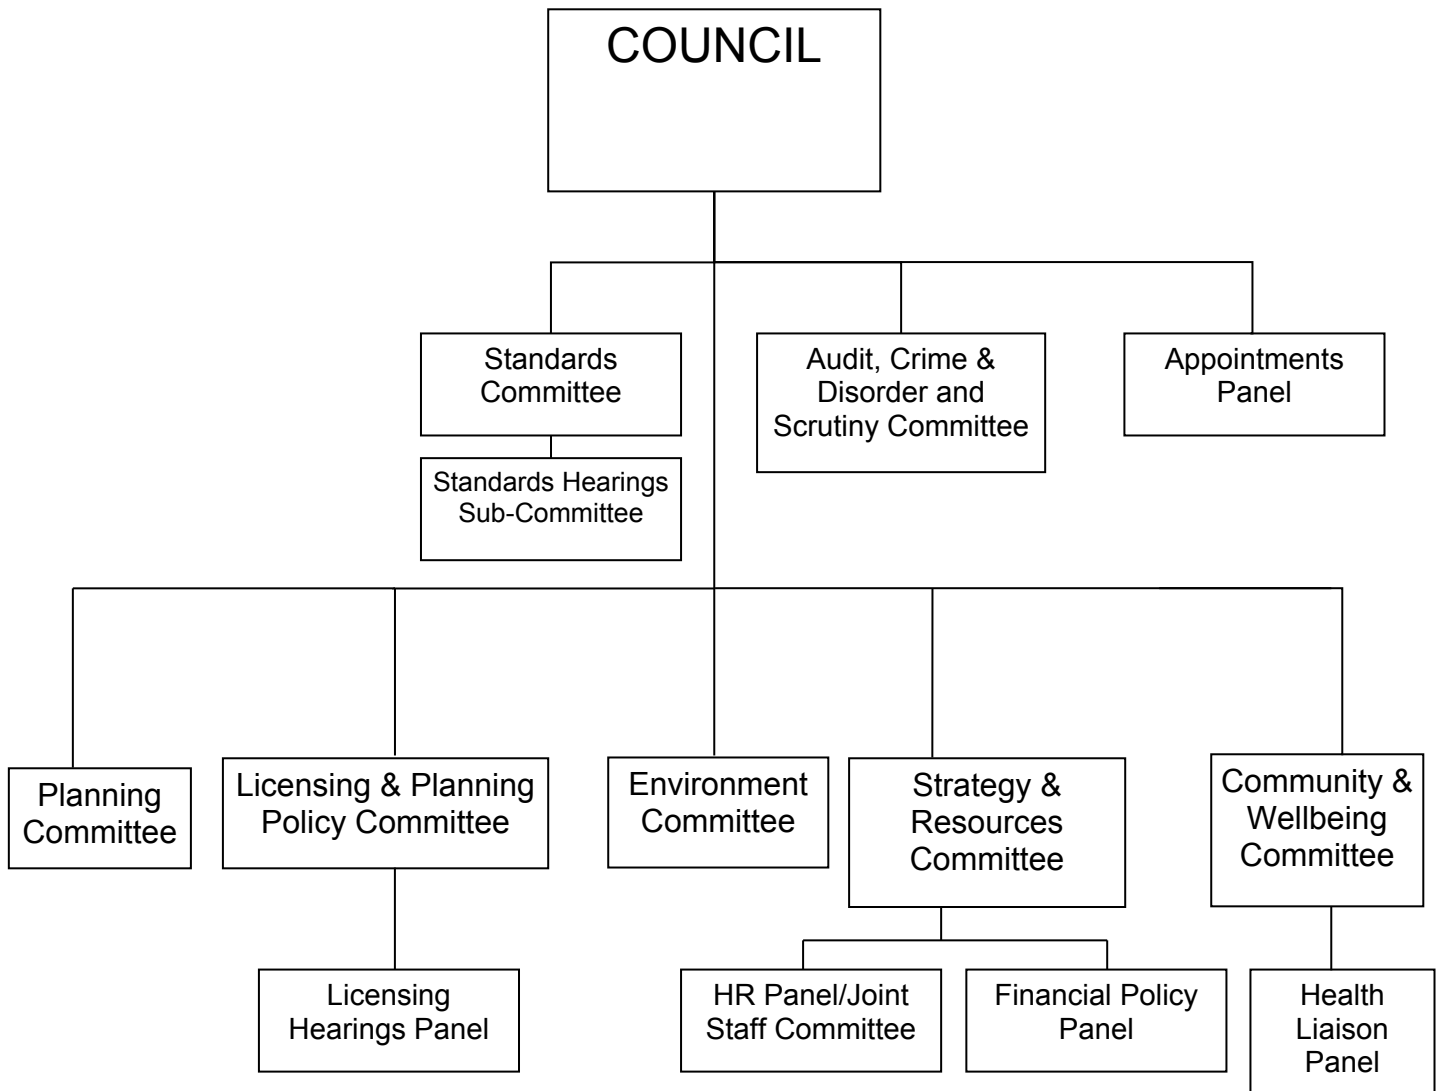 COUNCIL
Standards
Committee
Audit, Crime &
Disorder and
Scrutiny Committee
Appointments
Panel
Standards Hearings
Sub-Committee
Planning
Committee
Licensing & Planning
Policy Committee
Environment
Committee
Strategy &
Resources
Committee
Community &
Wellbeing
Committee
Licensing
Hearings Panel
HR Panel/Joint
Staff Committee
Financial Policy
Panel
Health
Liaison
Panel